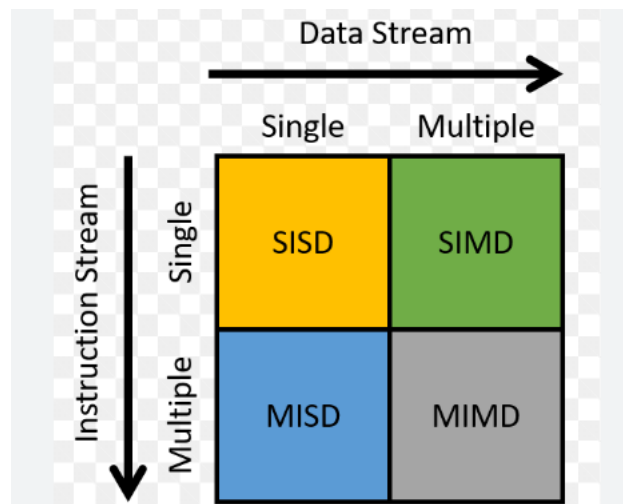 Data Stream
Single Multiple
Instruction Stream
Single
SISD SIMD
Multiple
MISD MIMD